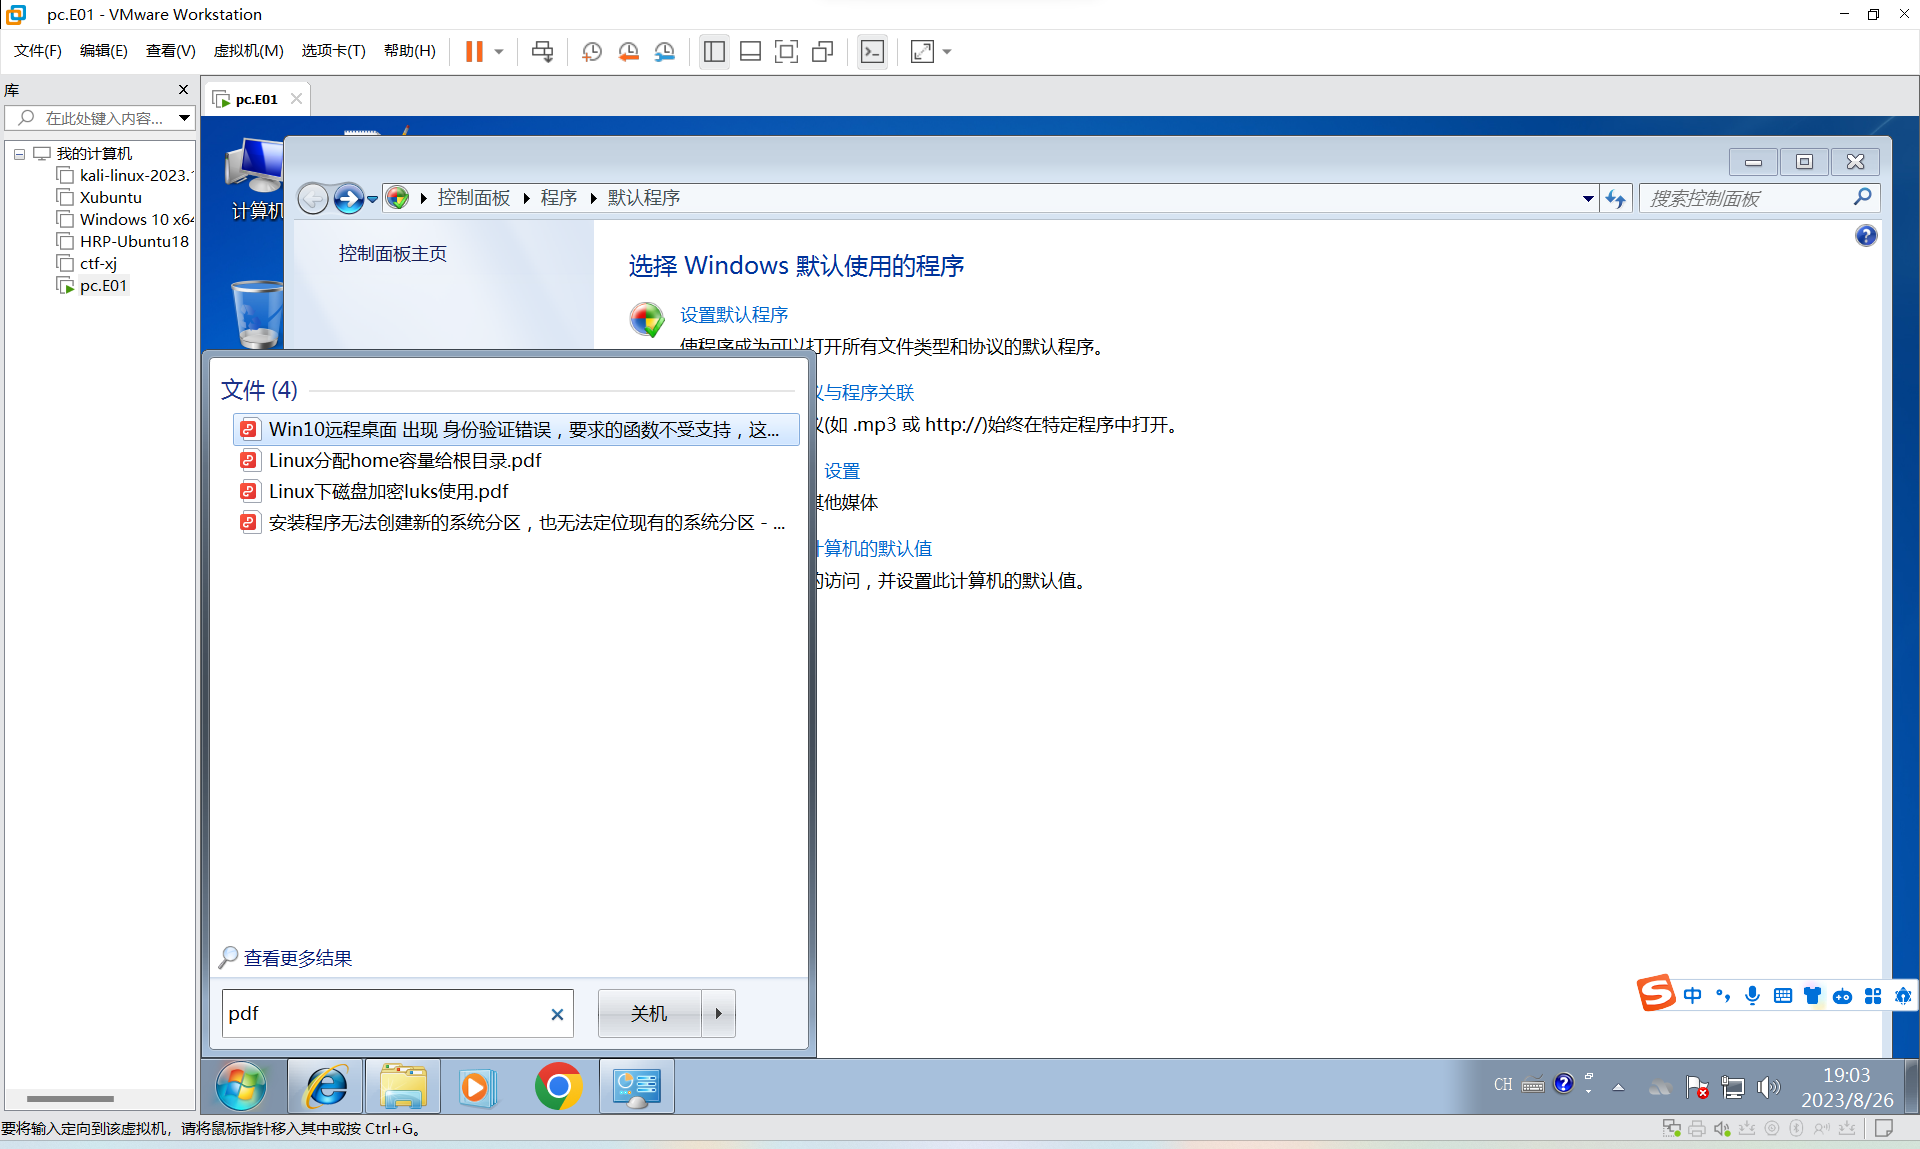 pc.E01 - VMware Workstation
文件(F) 编辑(E) 查看(V) 虚拟机(M) 选项卡(T) 帮助(H)
库
在此处键入内容...
我的计算机
kali-linux-2023.1
Xubuntu
Windows 10 x64
HRP-Ubuntu18
ctf-xj
pc.E01
pc.E01
计算机
控制面板 程序 默认程序
搜索控制面板
控制面板主页
选择 Windows 默认使用的程序
设置默认程序
使程序成为可以打开所有文件类型和协议的默认程序。
议与程序关联
议(如 .mp3 或 http://)始终在特定程序中打开。
设置
其他媒体
计算机的默认值
的访问，并设置此计算机的默认值。
文件 (4)
Win10远程桌面 出现 身份验证错误，要求的函数不受支持，这...
Linux分配home容量给根目录.pdf
Linux下磁盘加密luks使用.pdf
安装程序无法创建新的系统分区，也无法定位现有的系统分区 - ...
查看更多结果
pdf
关机
中
CH
19:03
2023/8/26
要将输入定向到该虚拟机，请将鼠标指针移入其中或按 Ctrl+G。